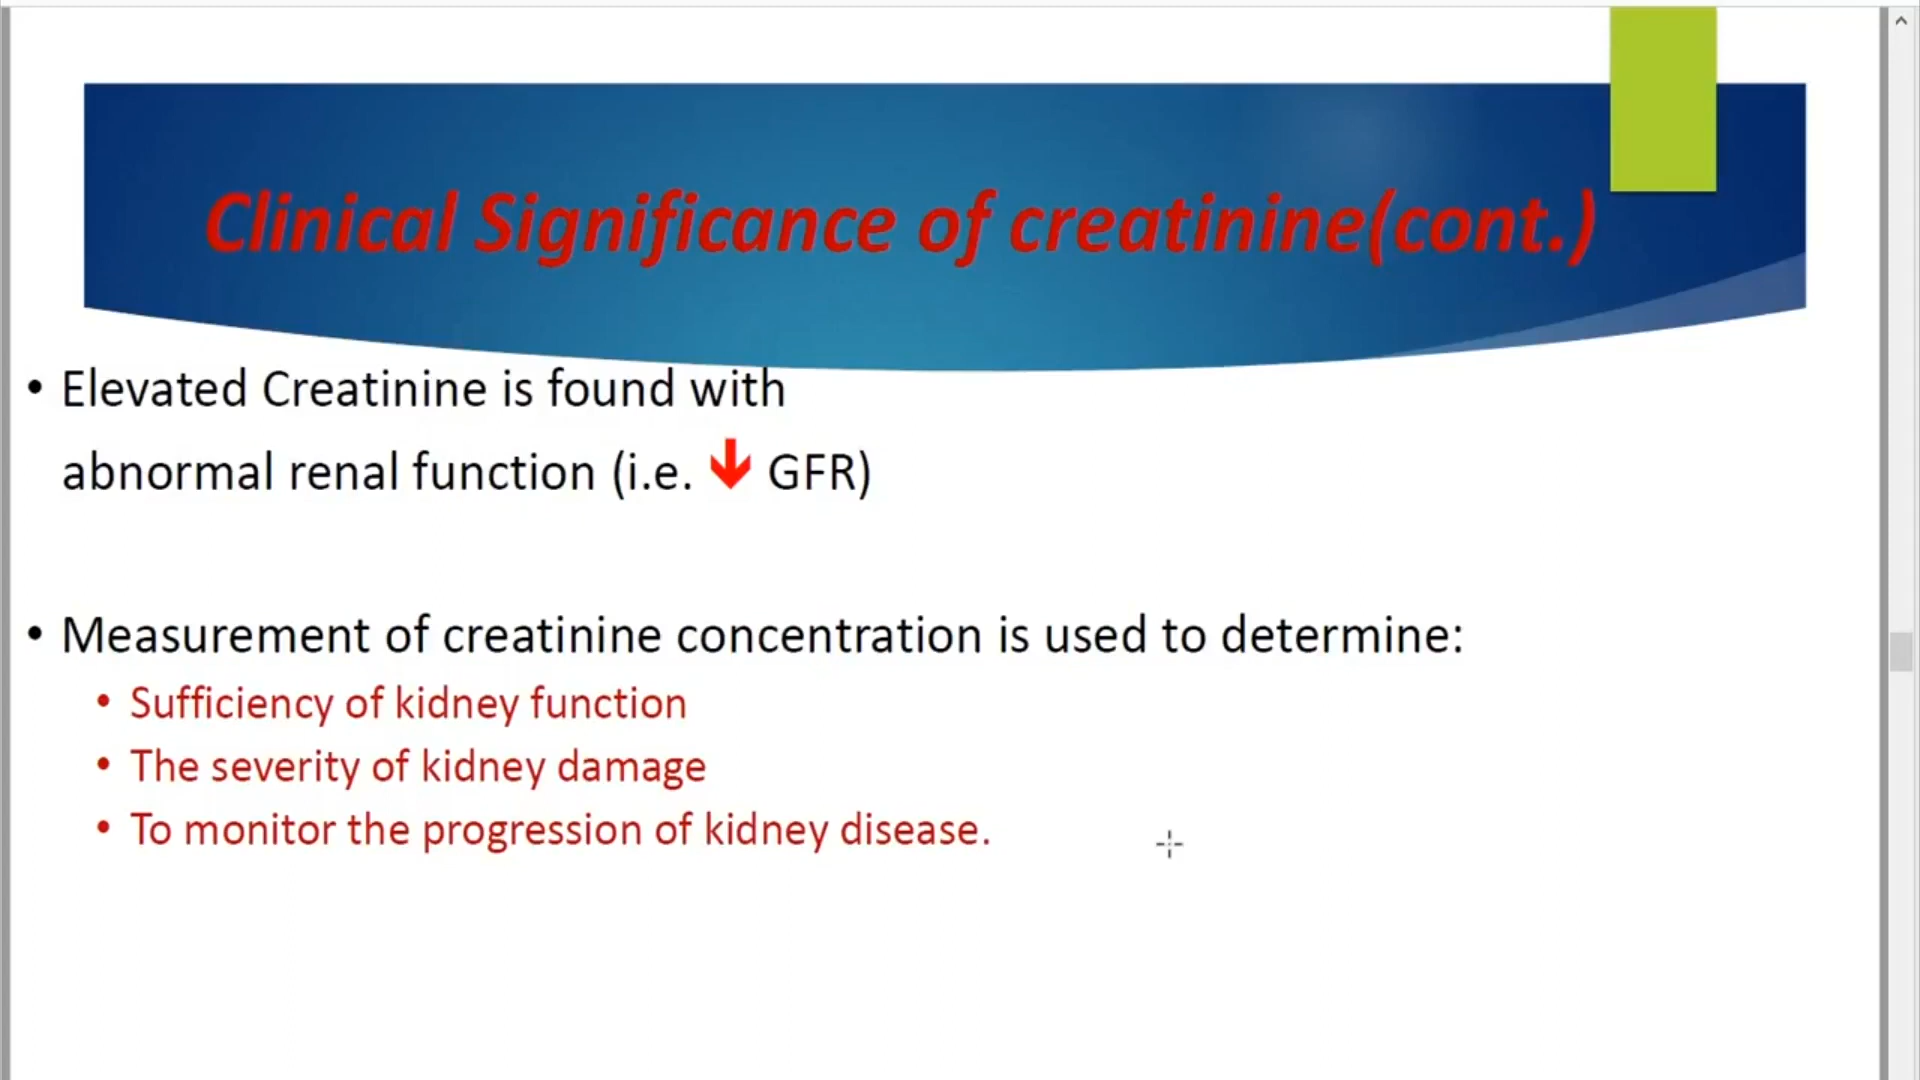 Clinical Significance of creatinine(cont.)
• Elevated Creatinine is found with
abnormal renal function (i.e. ↓ GFR)
• Measurement of creatinine concentration is used to determine:
• Sufficiency of kidney function
• The severity of kidney damage
• To monitor the progression of kidney disease.